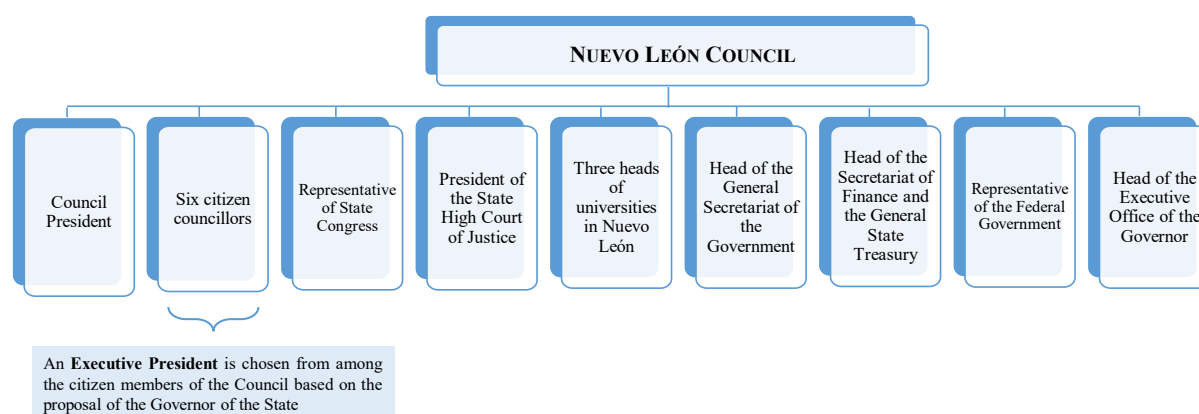 NUEVO LEÓN COUNCIL
Council
President
Six citizen
councillors
Representative
of State
Congress
President of
the State
High Court
of Justice
Three heads
of
universities
in Nuevo
León
Head of the
General
Secretariat of
the
Government
Head of the
Secretariat of
Finance and
the General
State
Treasury
Representative
of the Federal
Government
Head of the
Executive
Office of the
Governor
An Executive President is chosen from among
the citizen members of the Council based on the
proposal of the Governor of the State